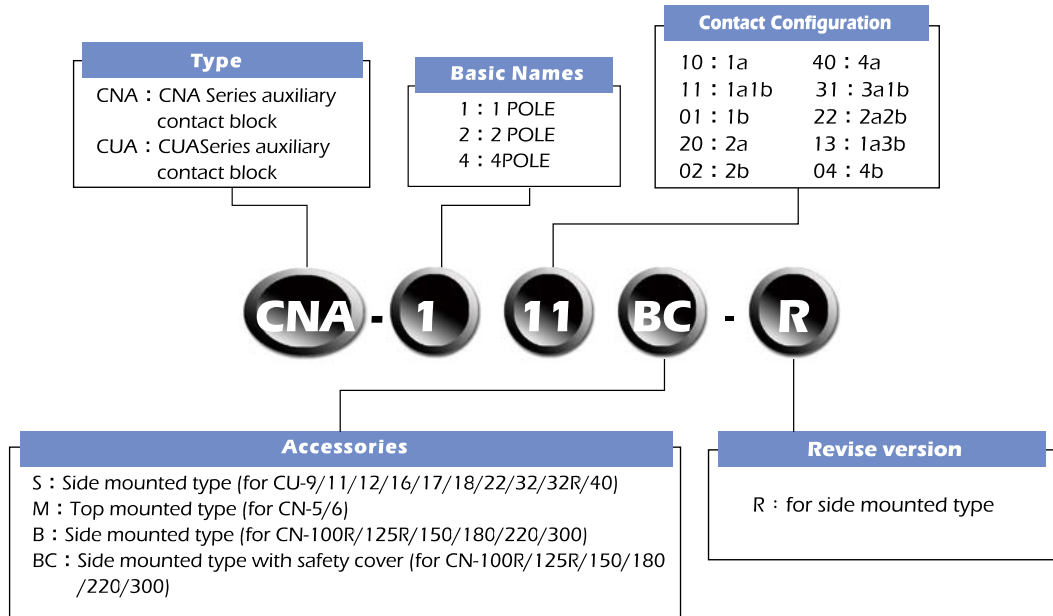 Type
CNA : CNA Series auxiliary
contact block
CUA : CUASeries auxiliary
contact block
Basic Names
1 : 1 POLE
2 : 2 POLE
4 : 4POLE
Contact Configuration
10 : 1a 40 : 4a
11 : 1a1b 31 : 3a1b
01 : 1b 22 : 2a2b
20 : 2a 13 : 1a3b
02 : 2b 04 : 4b
CNA - 1 11 BC - R
Accessories
S : Side mounted type (for CU-9/11/12/16/17/18/22/32/32R/40)
M : Top mounted type (for CN-5/6)
B : Side mounted type (for CN-100R/125R/150/180/220/300)
BC : Side mounted type with safety cover (for CN-100R/125R/150/180
/220/300)
Revise version
R : for side mounted type